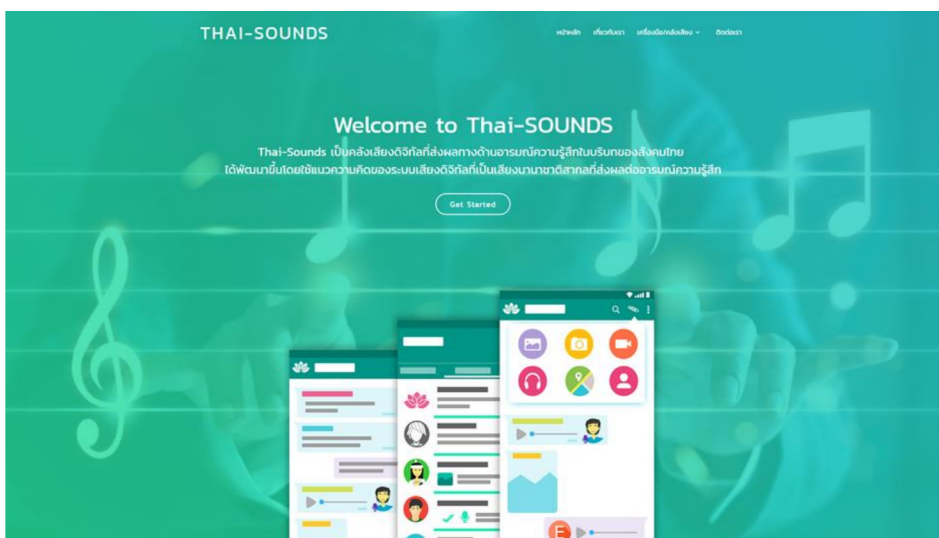 THAI-SOUNDS
หน้าหลัก เกี่ยวกับเรา เครื่องมือ/คลังเสียง ติดต่อเรา
Welcome to Thai-SOUNDS
Thai-Sounds เป็นคลังเสียงดิจิทัลที่ส่งผลทางด้านอารมณ์ความรู้สึกในบริบทของสังคมไทย
ได้พัฒนาขึ้นโดยใช้แนวความคิดของระบบเสียงดิจิทัลที่เป็นเสียงนานาชาติสากลที่ส่งผลต่ออารมณ์ความรู้สึก
Get Started
E